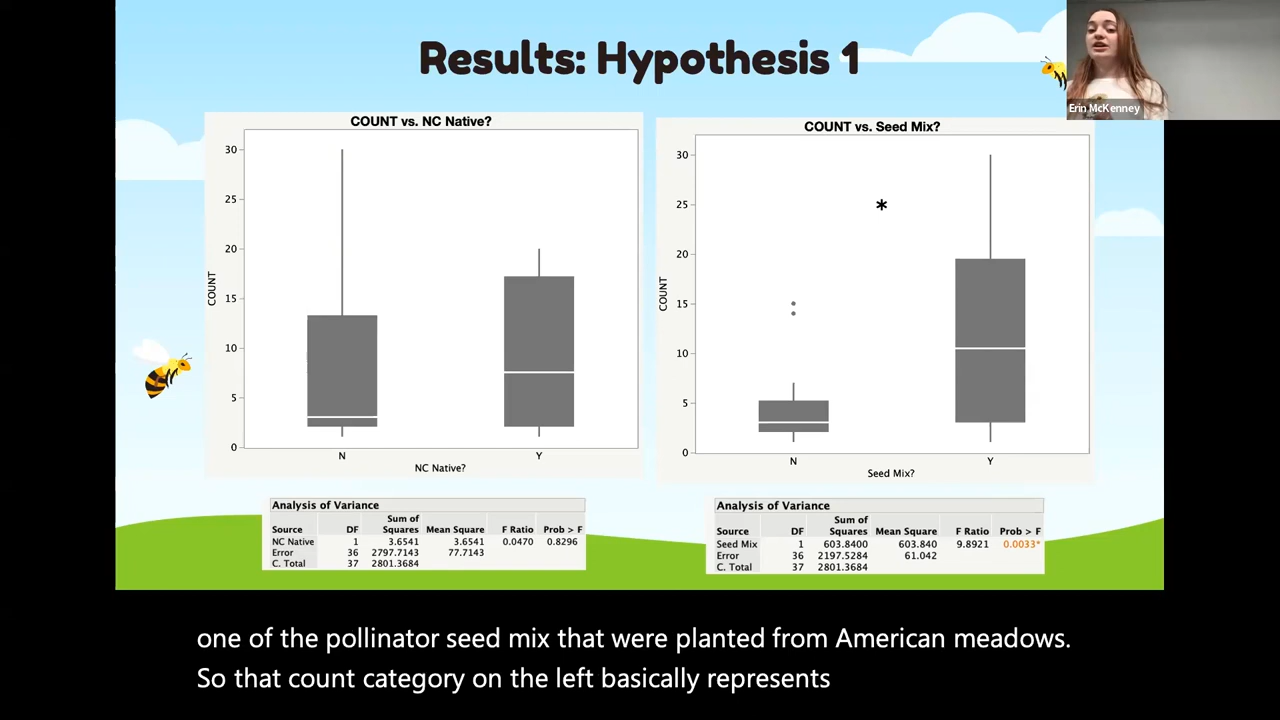 Results: Hypothesis 1
Erin McKenney
COUNT vs. NC Native?
30
25
20
15
10
5
0
COUNT
N
Y
NC Native?
COUNT vs. Seed Mix?
*
30
25
20
15
10
5
0
COUNT
N
Y
Seed Mix?
Analysis of Variance
Source DF Sum of Squares Mean Square F Ratio Prob > F
NC Native 1 3.6541 3.6541 0.0470 0.8296
Error 36 2797.7143 77.7143
C. Total 37 2801.3684
Analysis of Variance
Source DF Sum of Squares Mean Square F Ratio Prob > F
Seed Mix 1 603.8400 603.840 9.8921 0.0033*
Error 36 2197.5284 61.042
C. Total 37 2801.3684
one of the pollinator seed mix that were planted from American meadows.
So that count category on the left basically represents